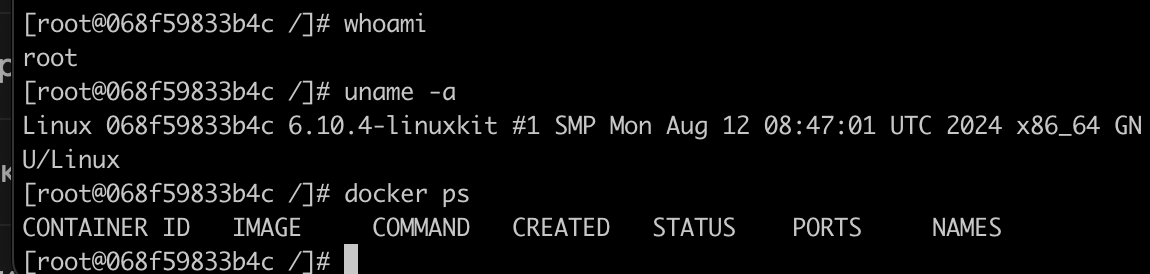 [root@068f59833b4c /]# whoami
root
[root@068f59833b4c /]# uname -a
Linux 068f59833b4c 6.10.4-linuxkit #1 SMP Mon Aug 12 08:47:01 UTC 2024 x86_64 GN
U/Linux
[root@068f59833b4c /]# docker ps
CONTAINER ID   IMAGE     COMMAND   CREATED   STATUS    PORTS     NAMES
[root@068f59833b4c /]#